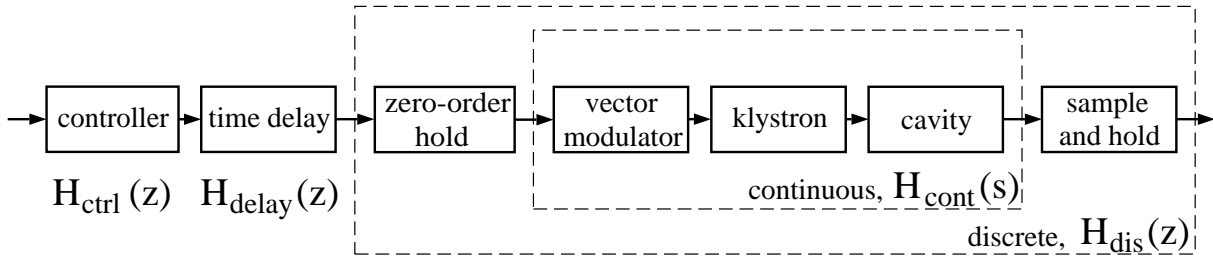 controller
time delay
zero-order
hold
vector
modulator
klystron
cavity
sample
and hold
H_ctrl (z)
H_delay(z)
continuous, H_cont(s)
discrete, H_dis(z)